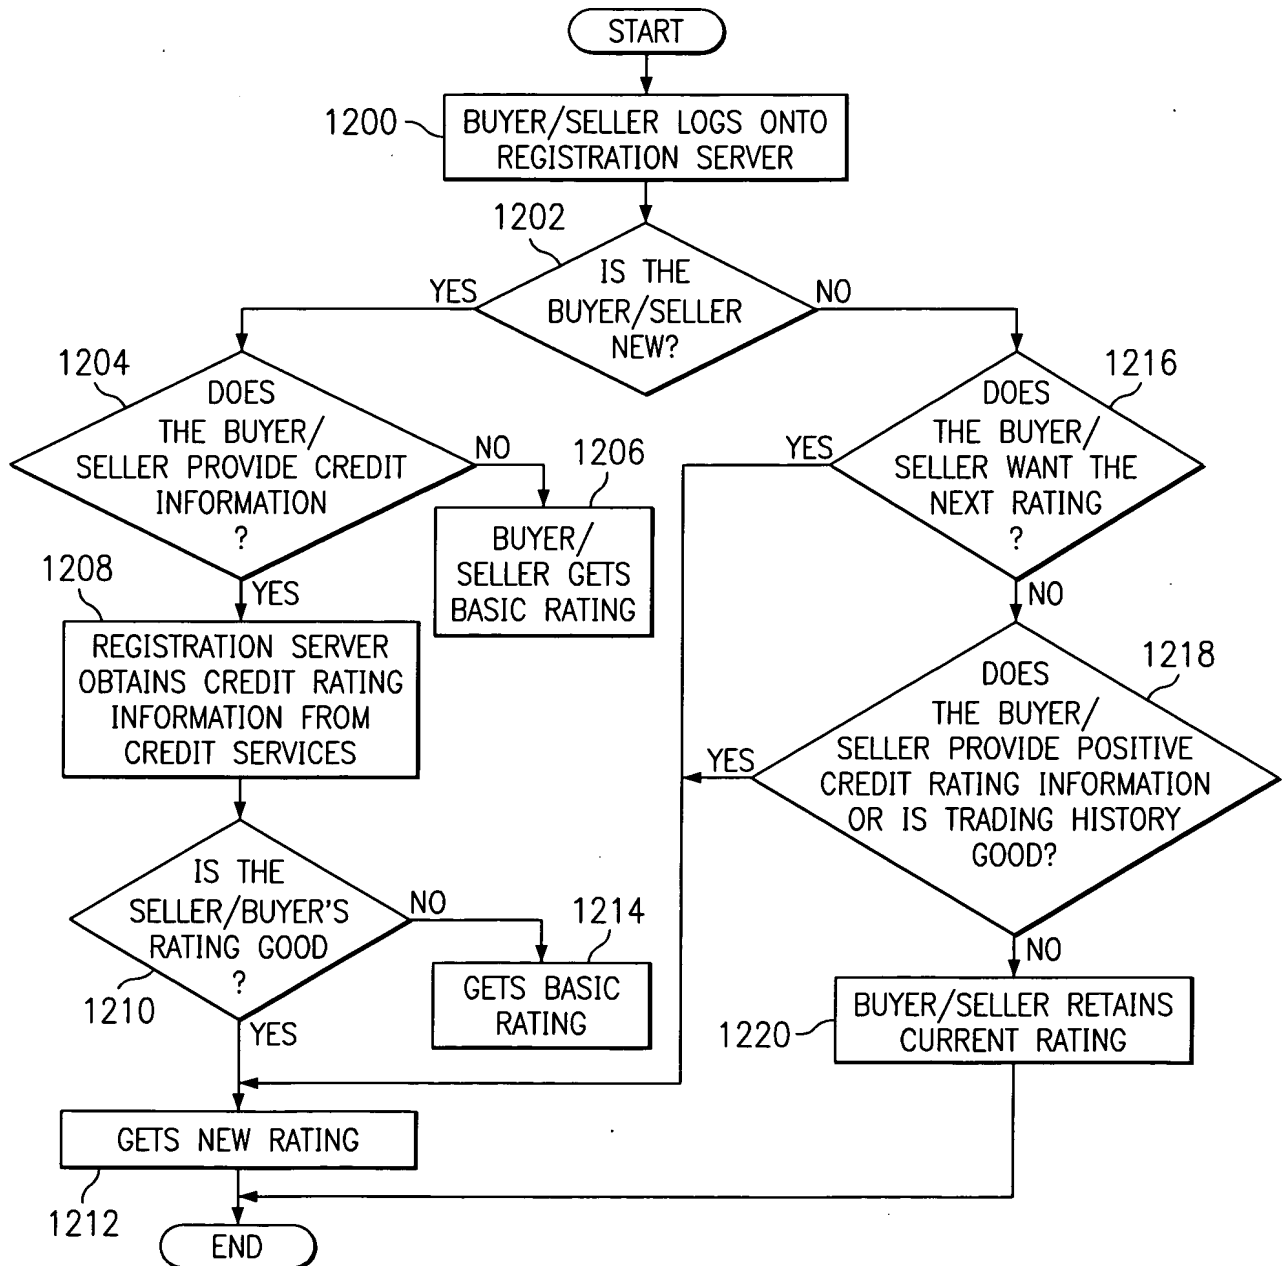 START
1200
BUYER/SELLER LOGS ONTO
REGISTRATION SERVER
1202
IS THE
BUYER/SELLER
NEW?
YES
NO
1204
DOES
THE BUYER/
SELLER PROVIDE CREDIT
INFORMATION
?
NO
YES
1206
BUYER/
SELLER GETS
BASIC RATING
1216
DOES
THE BUYER/
SELLER WANT THE
NEXT RATING
?
YES
NO
1208
REGISTRATION SERVER
OBTAINS CREDIT RATING
INFORMATION FROM
CREDIT SERVICES
1218
DOES
THE BUYER/
SELLER PROVIDE POSITIVE
CREDIT RATING INFORMATION
OR IS TRADING HISTORY
GOOD?
YES
NO
IS THE
SELLER/BUYER'S
RATING GOOD
?
1210
NO
YES
1214
GETS BASIC
RATING
1220
BUYER/SELLER RETAINS
CURRENT RATING
GETS NEW RATING
1212
END